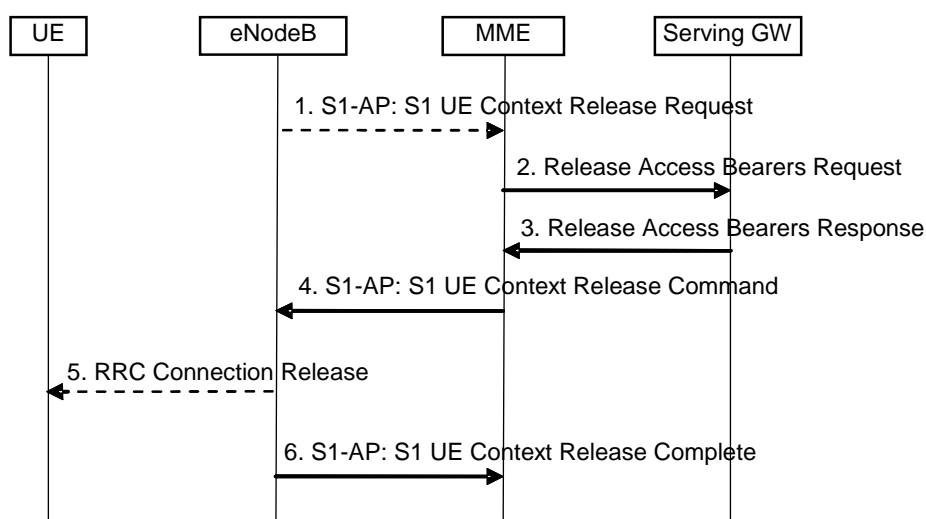 UE
eNodeB
MME
Serving GW
1. S1-AP: S1 UE Context Release Request
2. Release Access Bearers Request
3. Release Access Bearers Response
4. S1-AP: S1 UE Context Release Command
5. RRC Connection Release
6. S1-AP: S1 UE Context Release Complete